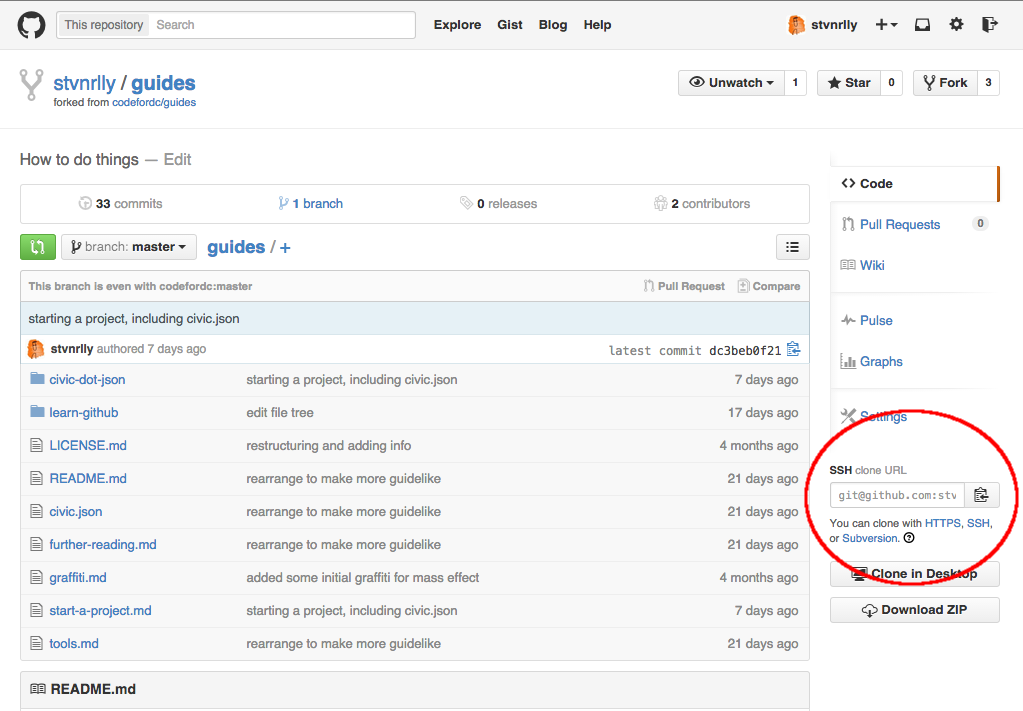 This repository Search Explore Gist Blog Help stvnrlly
stvnrlly / guides Unwatch 1 Star 0 Fork 3
forked from codefordc/guides
How to do things — Edit
33 commits 1 branch 0 releases 2 contributors
branch: master guides / +
This branch is even with codefordc:master Pull Request Compare
starting a project, including civic.json
stvnrlly authored 7 days ago latest commit dc3beb0f21
civic-dot-json starting a project, including civic.json 7 days ago
learn-github edit file tree 17 days ago
LICENSE.md restructuring and adding info 4 months ago
README.md rearrange to make more guidelike 21 days ago
civic.json rearrange to make more guidelike 21 days ago
further-reading.md rearrange to make more guidelike 21 days ago
graffiti.md added some initial graffiti for mass effect 4 months ago
start-a-project.md starting a project, including civic.json 7 days ago
tools.md rearrange to make more guidelike 21 days ago
README.md
Code
Pull Requests 0
Wiki
Pulse
Graphs
Settings
SSH clone URL
git@github.com:stv
You can clone with HTTPS, SSH,
or Subversion.
Clone in Desktop
Download ZIP